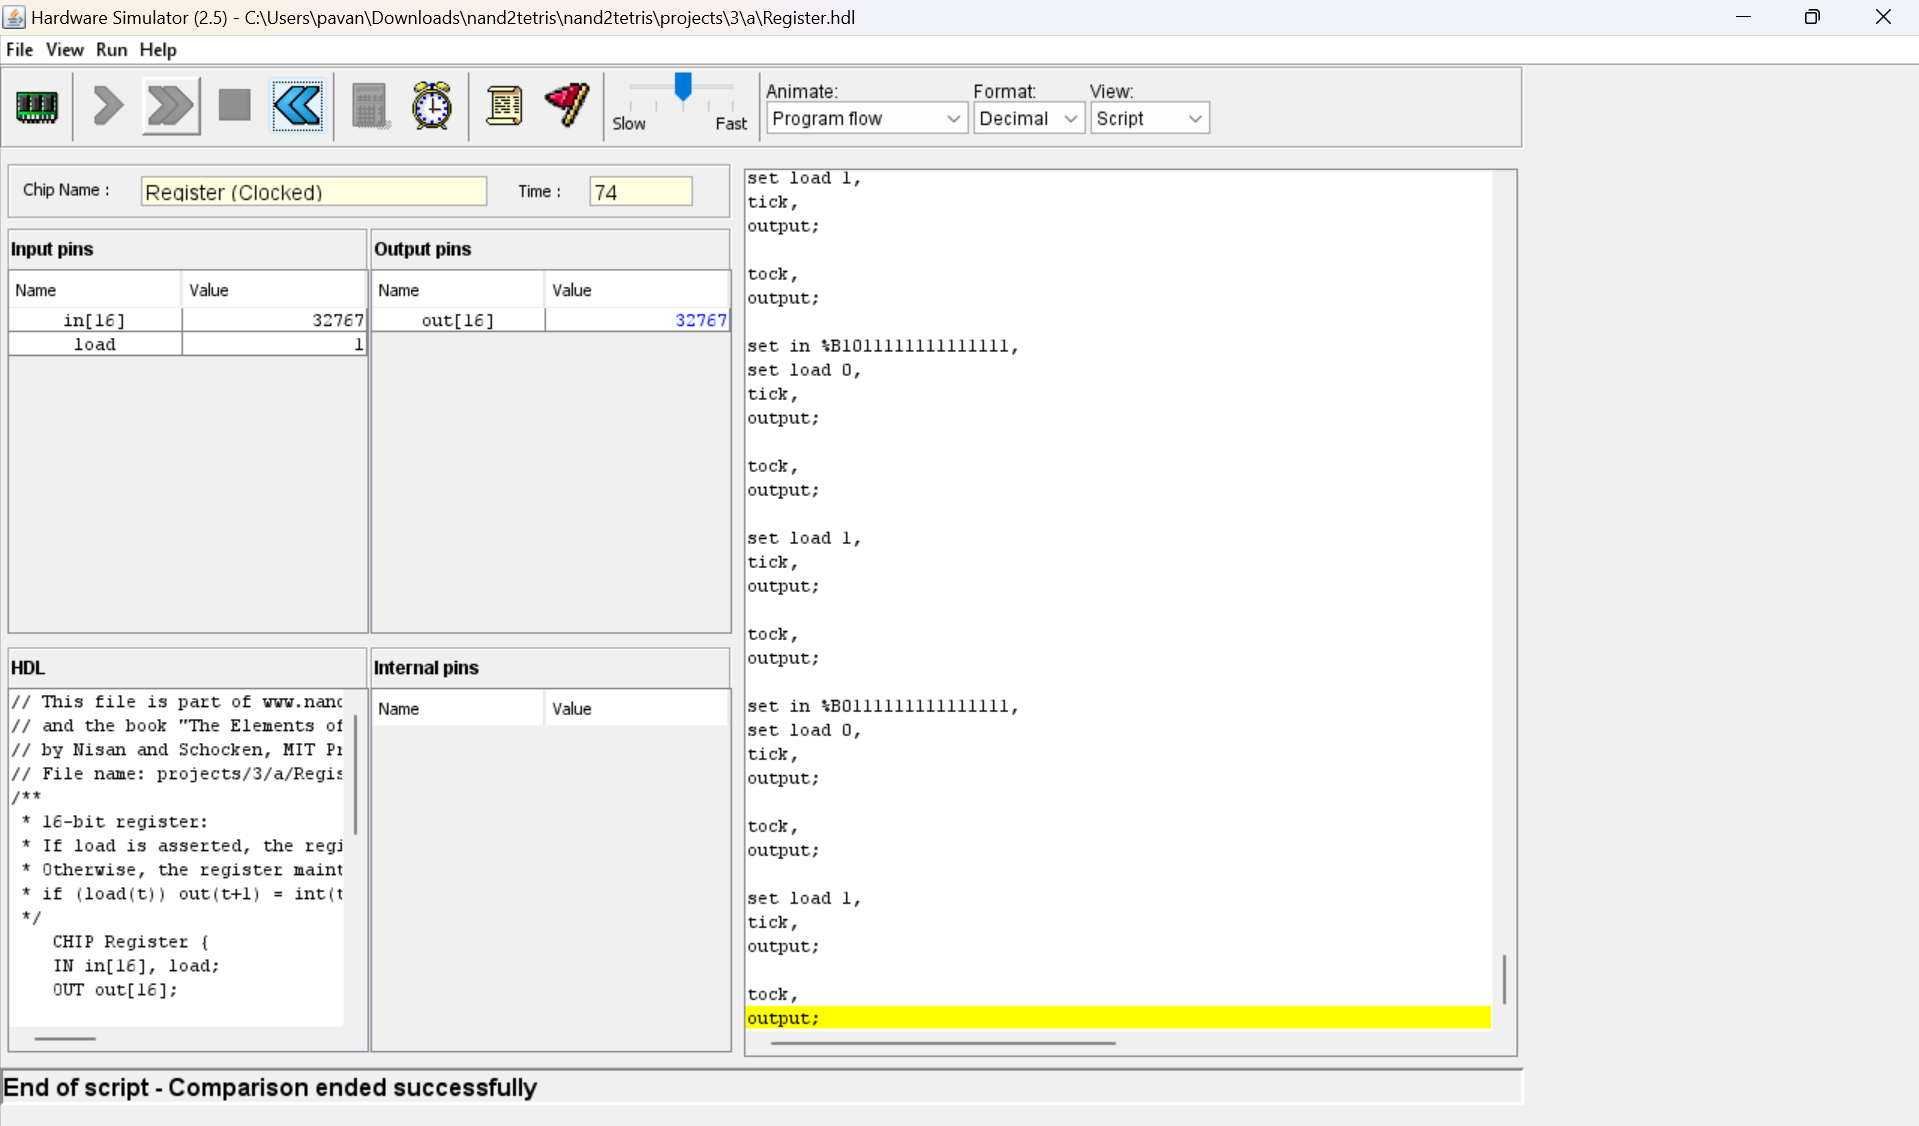 Hardware Simulator (2.5) - C:\Users\pavan\Downloads\nand2tetris\nand2tetris\projects\3\a\Register.hdl
File View Run Help
Slow Fast
Animate:
Program flow
Format:
Decimal
View:
Script
Chip Name :
Register (Clocked)
Time :
74
Input pins
Name Value
in[16] 32767
load 1
Output pins
Name Value
out[16] 32767
HDL
// This file is part of www.nand
// and the book "The Elements of
// by Nisan and Schocken, MIT Pr
// File name: projects/3/a/Regis
/**
* 16-bit register:
* If load is asserted, the regi
* Otherwise, the register maint
* if (load(t)) out(t+1) = int(t
*/
CHIP Register {
IN in[16], load;
OUT out[16];
Internal pins
Name Value
set load 1,
tick,
output;
tock,
output;
set in %B1011111111111111,
set load 0,
tick,
output;
tock,
output;
set load 1,
tick,
output;
tock,
output;
set in %B0111111111111111,
set load 0,
tick,
output;
tock,
output;
set load 1,
tick,
output;
tock,
output;
End of script - Comparison ended successfully